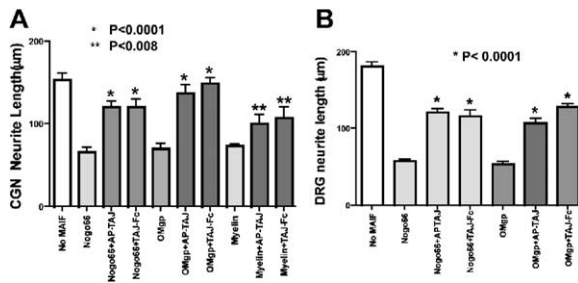 A
* P<0.0001
** P<0.008
CGN Neurite Length(µm)
200
150
100
50
0
No MAIF
Nogo66
Nogo66+AP-TAJ
Nogo66+TAJ-Fc
OMgp
OMgp+AP-TAJ
OMgp+TAJ-Fc
Myelin
Myelin+AP-TAJ
Myelin+TAJ-Fc
* * * * ** **
B
* P< 0.0001
DRG neurite length (µm)
200
100
0
No MAIF
Nogo66
Nogo66+APTAJ
Nogo66+TAJ-Fc
OMgp
OMgp+AP-TAJ
OMgp+TAJ-Fc
* * * *